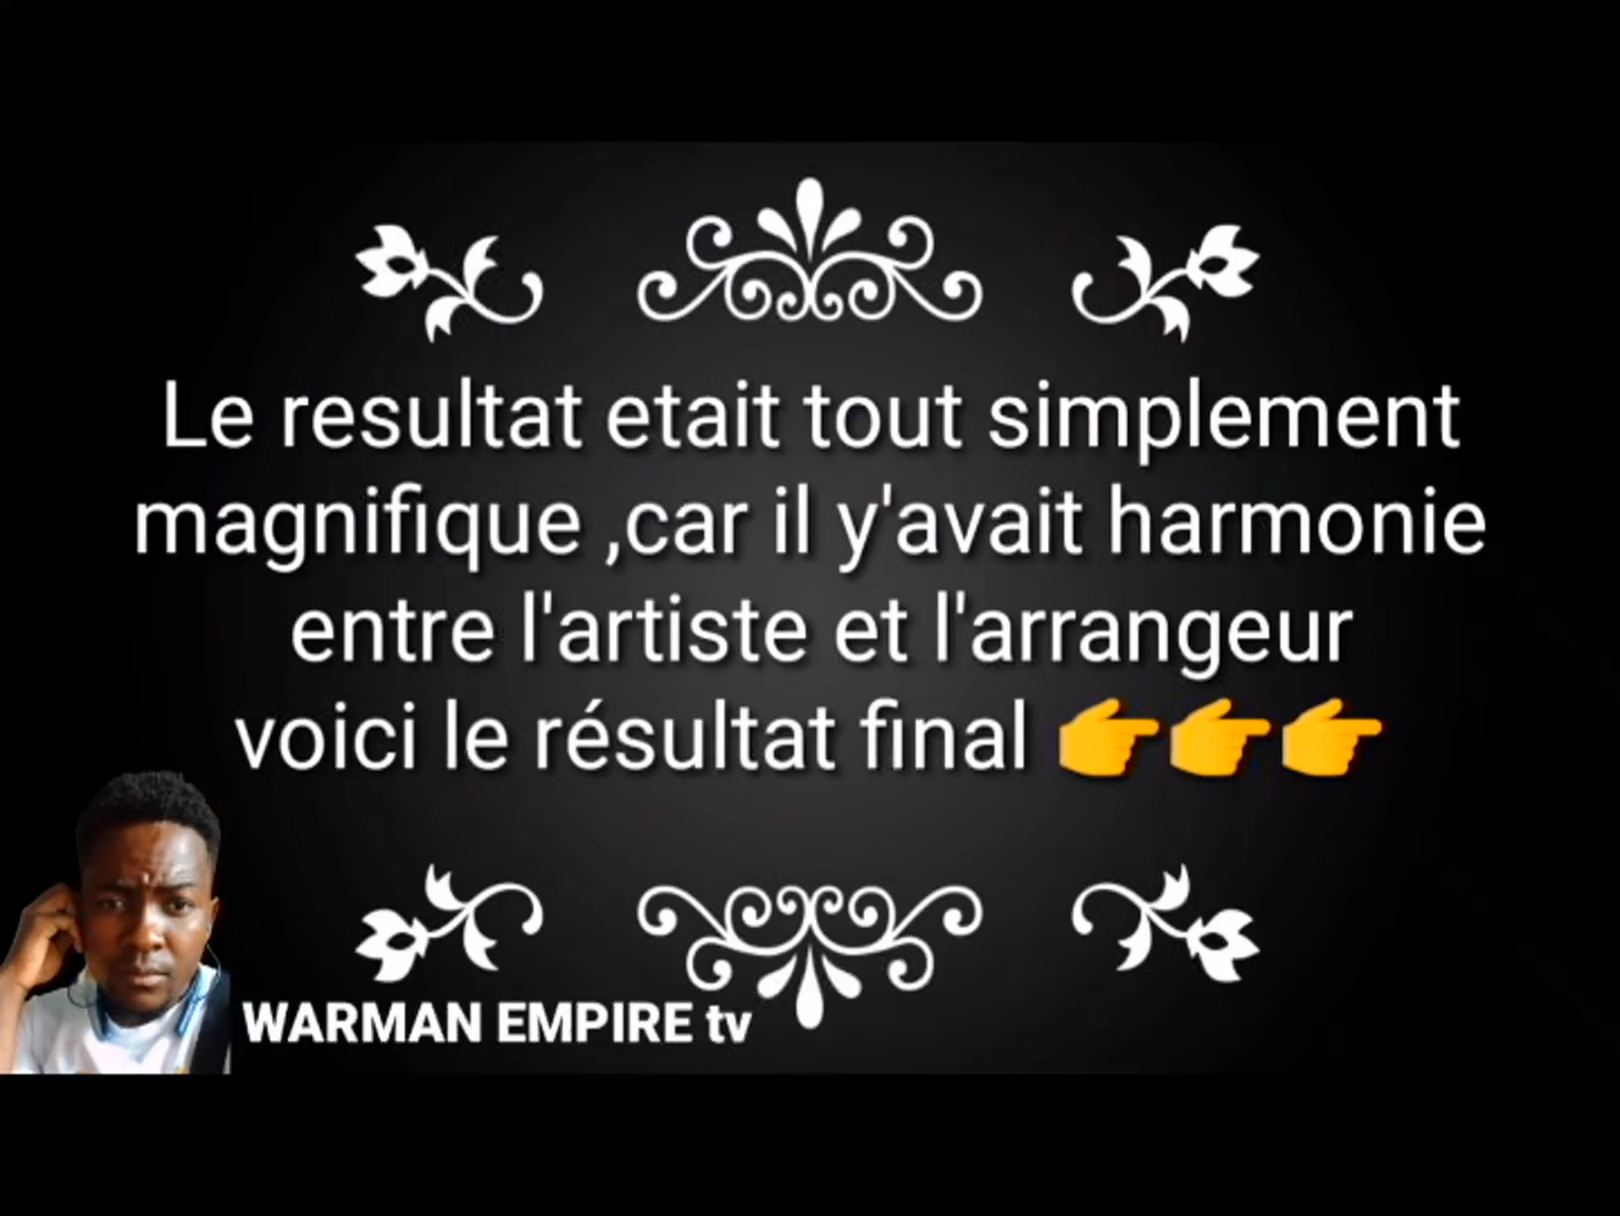 Le resultat etait tout simplement
magnifique ,car il y'avait harmonie
entre l'artiste et l'arrangeur
voici le résultat final 👉👉👉
WARMAN EMPIRE tv